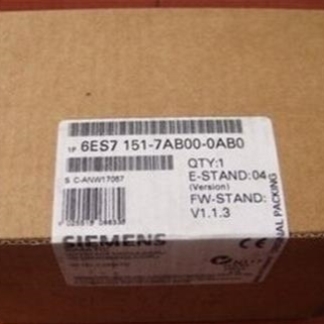 1P 6ES7 151-7AB00-0AB0
S C-ANW17067
QTY:1
E-STAND:04
(Version)
FW-STAND:
V1.1.3
SIEMENS